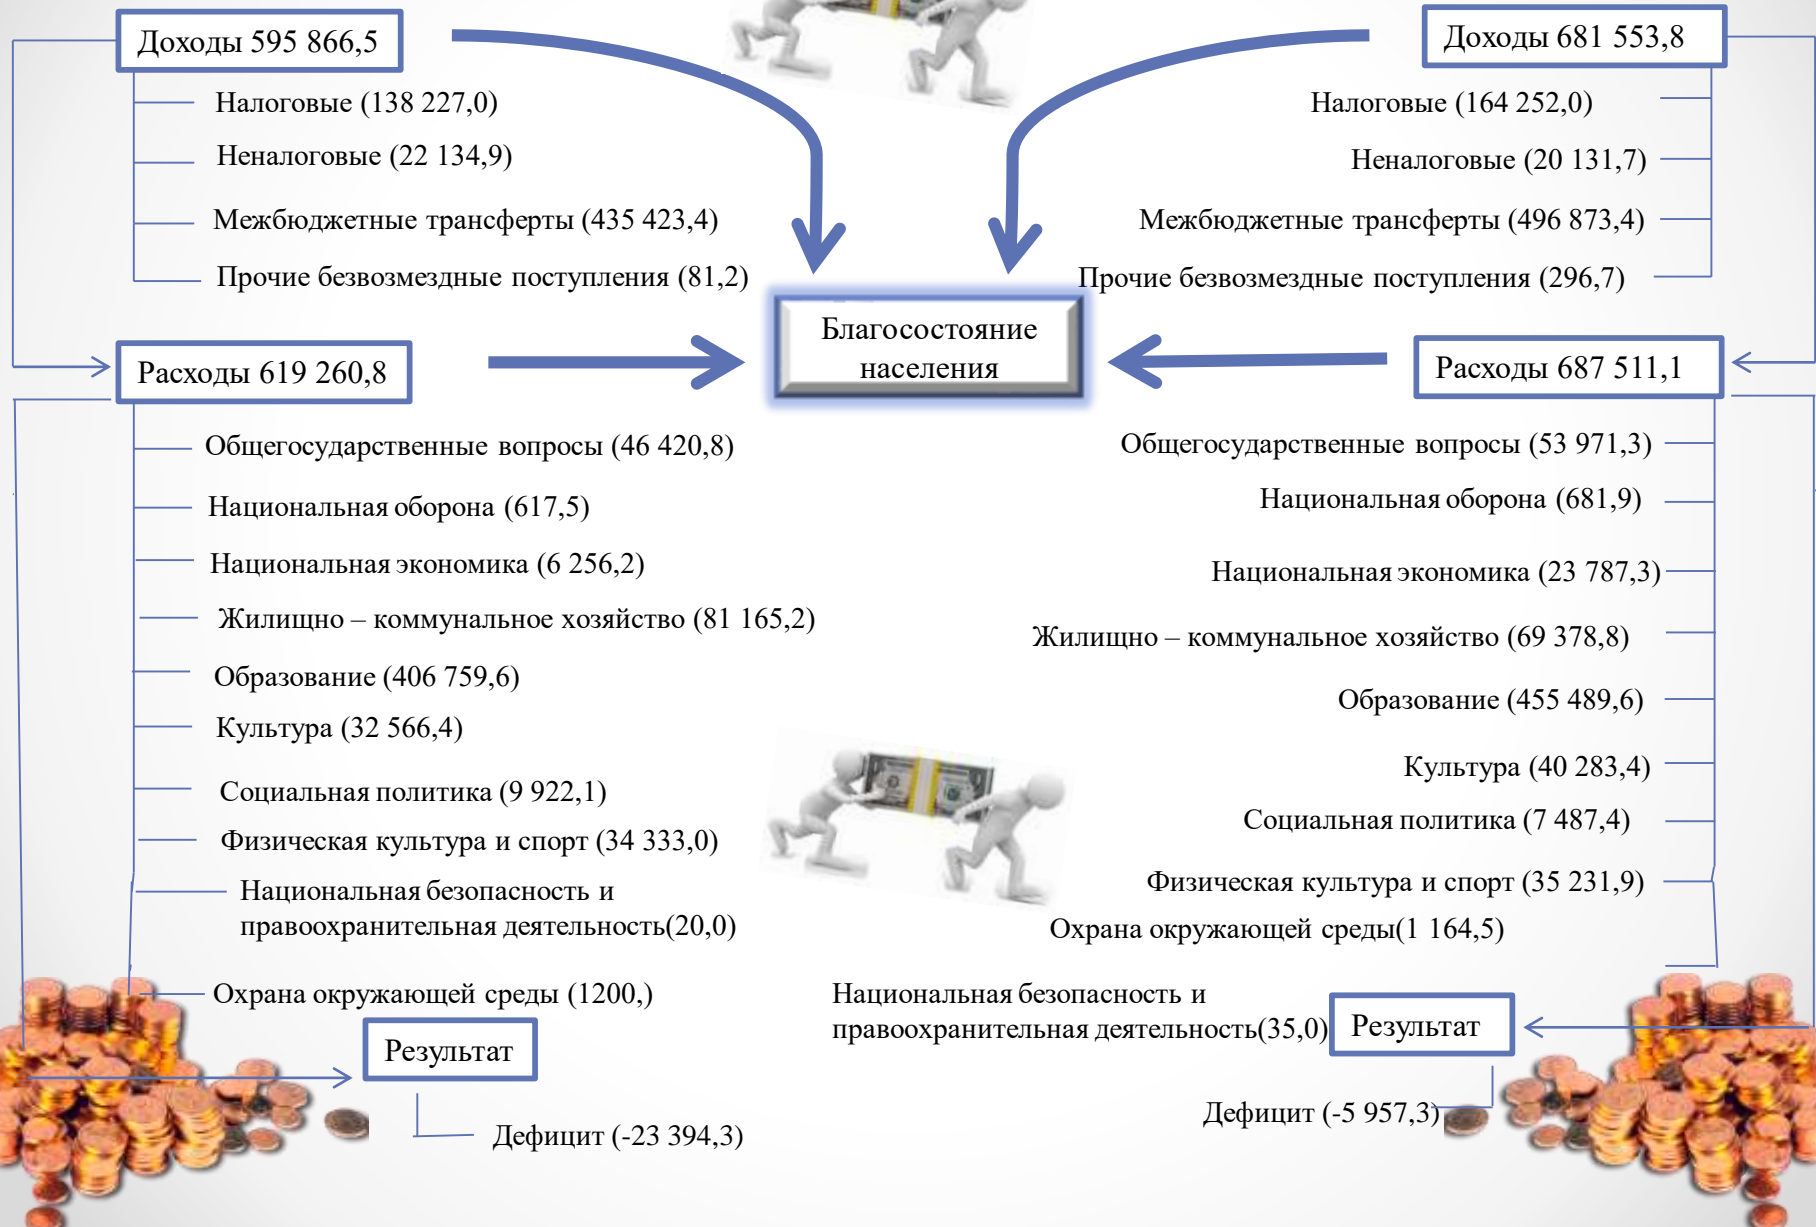 Доходы 595 866,5
Налоговые (138 227,0)
Неналоговые (22 134,9)
Межбюджетные трансферты (435 423,4)
Прочие безвозмездные поступления (81,2)
Расходы 619 260,8
Общегосударственные вопросы (46 420,8)
Национальная оборона (617,5)
Национальная экономика (6 256,2)
Жилищно – коммунальное хозяйство (81 165,2)
Образование (406 759,6)
Культура (32 566,4)
Социальная политика (9 922,1)
Физическая культура и спорт (34 333,0)
Национальная безопасность и
правоохранительная деятельность(20,0)
Охрана окружающей среды (1200,)
Результат
Дефицит (-23 394,3)
Благосостояние
населения
Доходы 681 553,8
Налоговые (164 252,0)
Неналоговые (20 131,7)
Межбюджетные трансферты (496 873,4)
Прочие безвозмездные поступления (296,7)
Расходы 687 511,1
Общегосударственные вопросы (53 971,3)
Национальная оборона (681,9)
Национальная экономика (23 787,3)
Жилищно – коммунальное хозяйство (69 378,8)
Образование (455 489,6)
Культура (40 283,4)
Социальная политика (7 487,4)
Физическая культура и спорт (35 231,9)
Охрана окружающей среды(1 164,5)
Национальная безопасность и
правоохранительная деятельность(35,0)
Результат
Дефицит (-5 957,3)